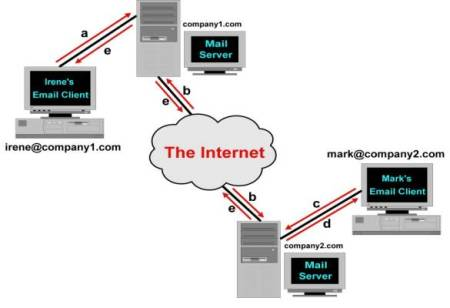 company1.com
a
Mail
Server
e
Irene's
Email Client
b
e
irene@company1.com
The Internet
mark@company2.com
Mark's
Email Client
b
e
c
d
company2.com
Mail
Server